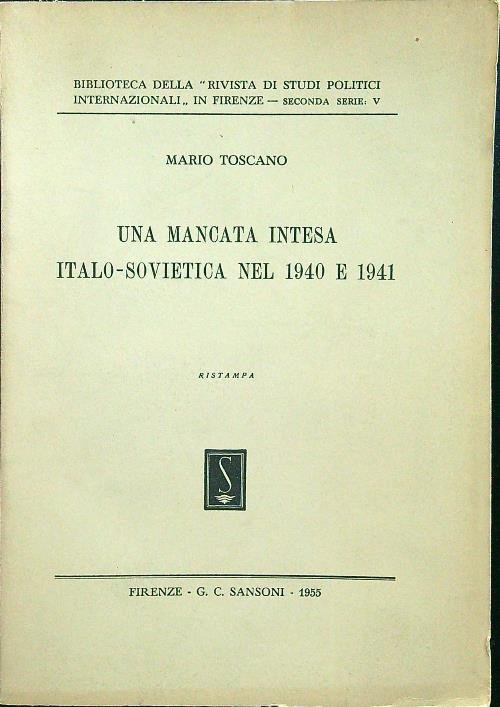 BIBLIOTECA DELLA "RIVISTA DI STUDI POLITICI
INTERNAZIONALI„ IN FIRENZE — SECONDA SERIE: V
MARIO TOSCANO
UNA MANCATA INTESA
ITALO-SOVIETICA NEL 1940 E 1941
RISTAMPA
S
FIRENZE - G. C. SANSONI - 1955